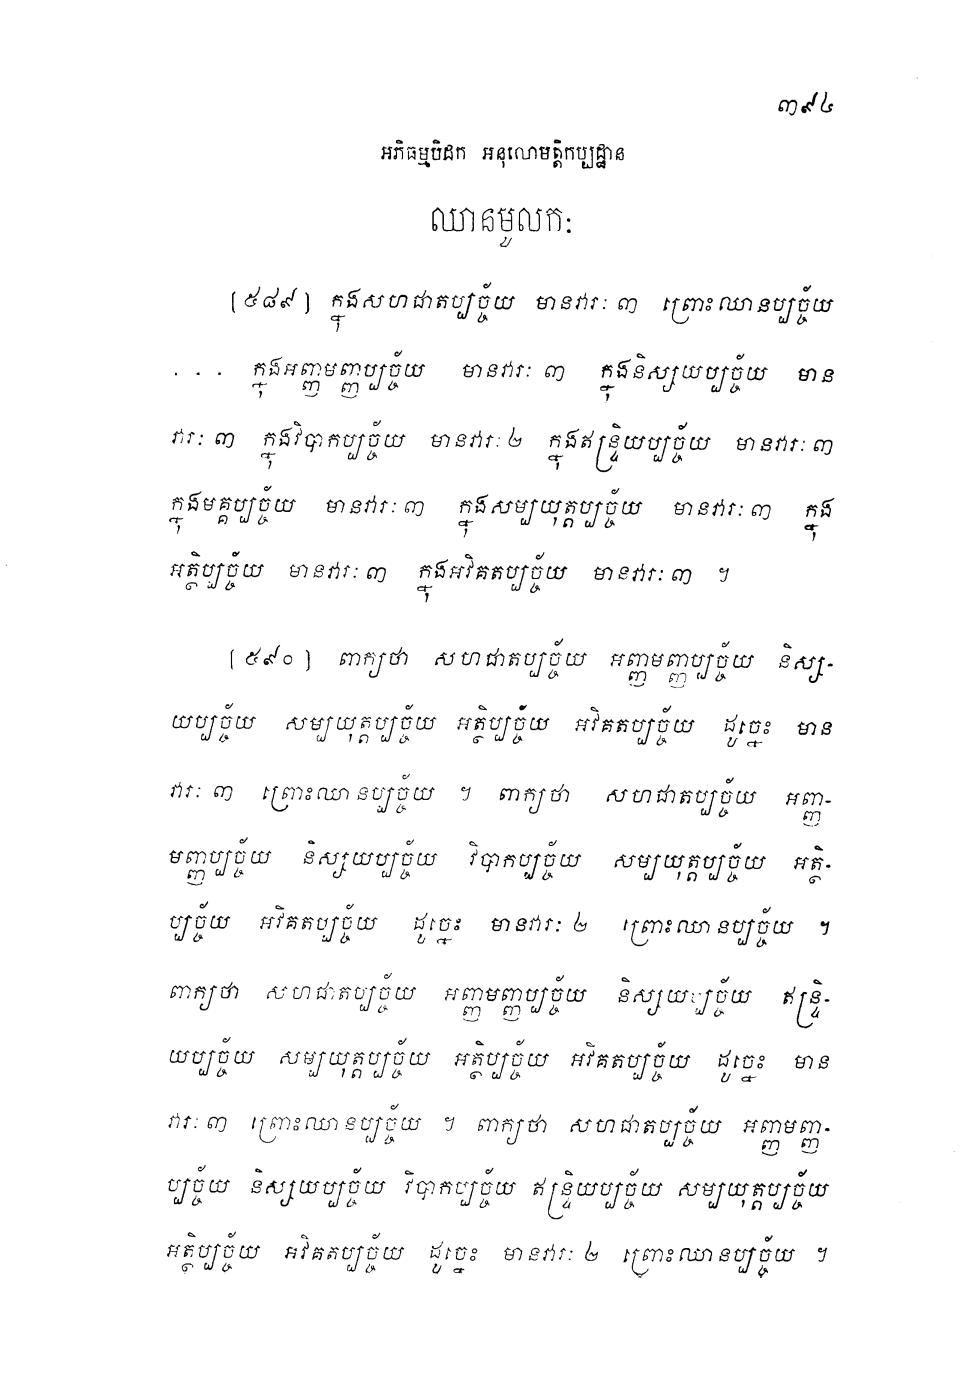 ៣៩៤
អភិធម្មបិដក អនុលោមត្តិកប្បដ្ឋាន
ឈានមូលកៈ
[៥៨៩] ក្នុងសហជាតប្បច្ច័យ មានវារៈ ៣ ព្រោះឈានប្បច្ច័យ
... ក្នុងអញ្ញមញ្ញប្បច្ច័យ មានវារៈ ៣ ក្នុងនិស្សយប្បច្ច័យ មាន
វារៈ ៣ ក្នុងវិបាកប្បច្ច័យ មានវារៈ ២ ក្នុងឥន្ទ្រិយប្បច្ច័យ មានវារៈ ៣
ក្នុងមគ្គប្បច្ច័យ មានវារៈ ៣ ក្នុងសម្បយុត្តប្បច្ច័យ មានវារៈ ៣ ក្នុង
អត្ថិប្បច្ច័យ មានវារៈ ៣ ក្នុងអវិគតប្បច្ច័យ មានវារៈ ៣ ។
[៥៩០] ពាក្យថា សហជាតប្បច្ច័យ អញ្ញមញ្ញប្បច្ច័យ និស្ស-
យប្បច្ច័យ សម្បយុត្តប្បច្ច័យ អត្ថិប្បច្ច័យ អវិគតប្បច្ច័យ ដូច្នេះ មាន
វារៈ ៣ ព្រោះឈានប្បច្ច័យ ។ ពាក្យថា សហជាតប្បច្ច័យ អញ្ញ-
មញ្ញប្បច្ច័យ និស្សយប្បច្ច័យ វិបាកប្បច្ច័យ សម្បយុត្តប្បច្ច័យ អត្ថិ-
ប្បច្ច័យ អវិគតប្បច្ច័យ ដូច្នេះ មានវារៈ ២ ព្រោះឈានប្បច្ច័យ ។
ពាក្យថា សហជាតប្បច្ច័យ អញ្ញមញ្ញប្បច្ច័យ និស្សយប្បច្ច័យ ឥន្ទ្រិ-
យប្បច្ច័យ សម្បយុត្តប្បច្ច័យ អត្ថិប្បច្ច័យ អវិគតប្បច្ច័យ ដូច្នេះ មាន
វារៈ ៣ ព្រោះឈានប្បច្ច័យ ។ ពាក្យថា សហជាតប្បច្ច័យ អញ្ញមញ្ញ-
ប្បច្ច័យ និស្សយប្បច្ច័យ វិបាកប្បច្ច័យ ឥន្ទ្រិយប្បច្ច័យ សម្បយុត្តប្បច្ច័យ
អត្ថិប្បច្ច័យ អវិគតប្បច្ច័យ ដូច្នេះ មានវារៈ ២ ព្រោះឈានប្បច្ច័យ ។